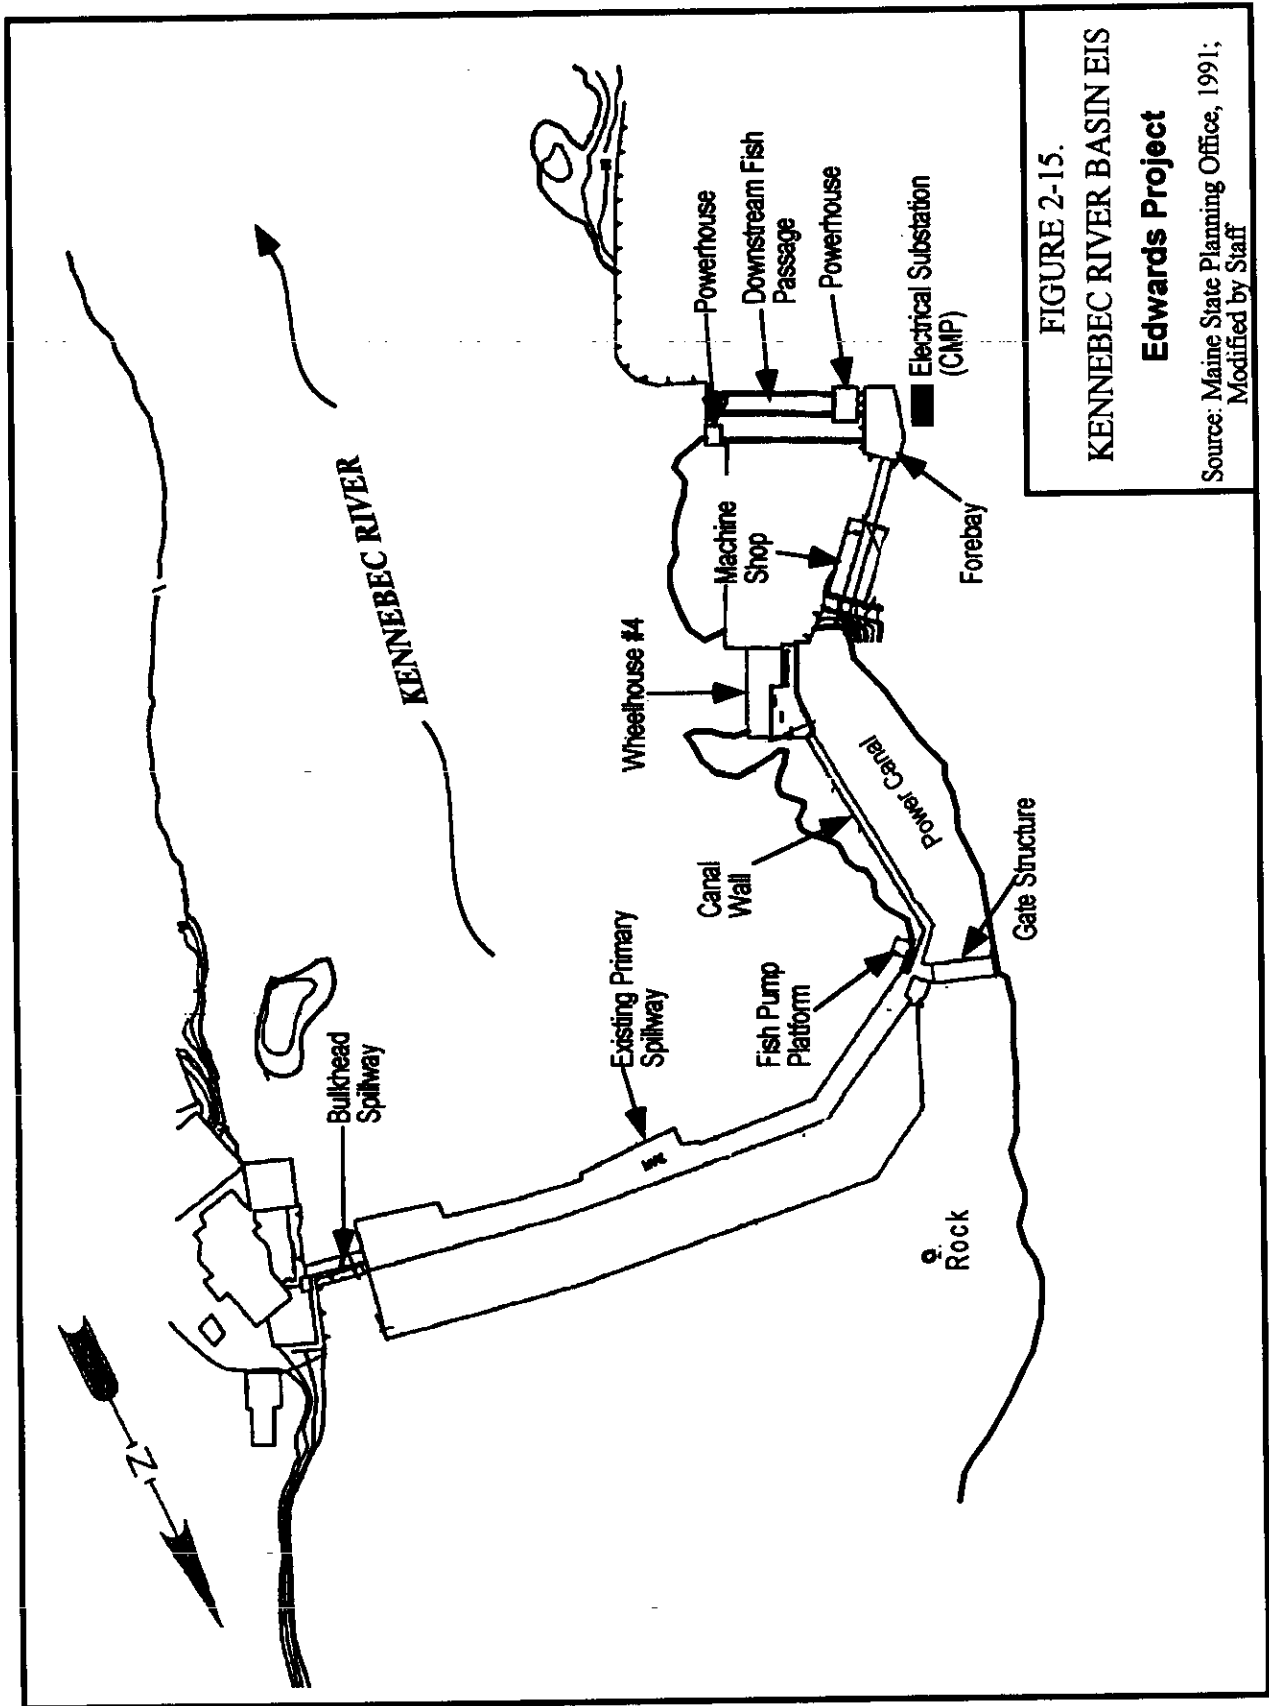 N
KENNEBEC RIVER
Bulkhead
Spillway
Existing Primary
Spillway
Fish Pump
Platform
Canal
Wall
Wheelhouse #4
Machine
Shop
Powerhouse
Downstream Fish
Passage
Powerhouse
Electrical Substation
(CMP)
Forebay
Power Canal
Gate Structure
Rock
FIGURE 2-15.
KENNEBEC RIVER BASIN EIS
Edwards Project
Source: Maine State Planning Office, 1991;
Modified by Staff